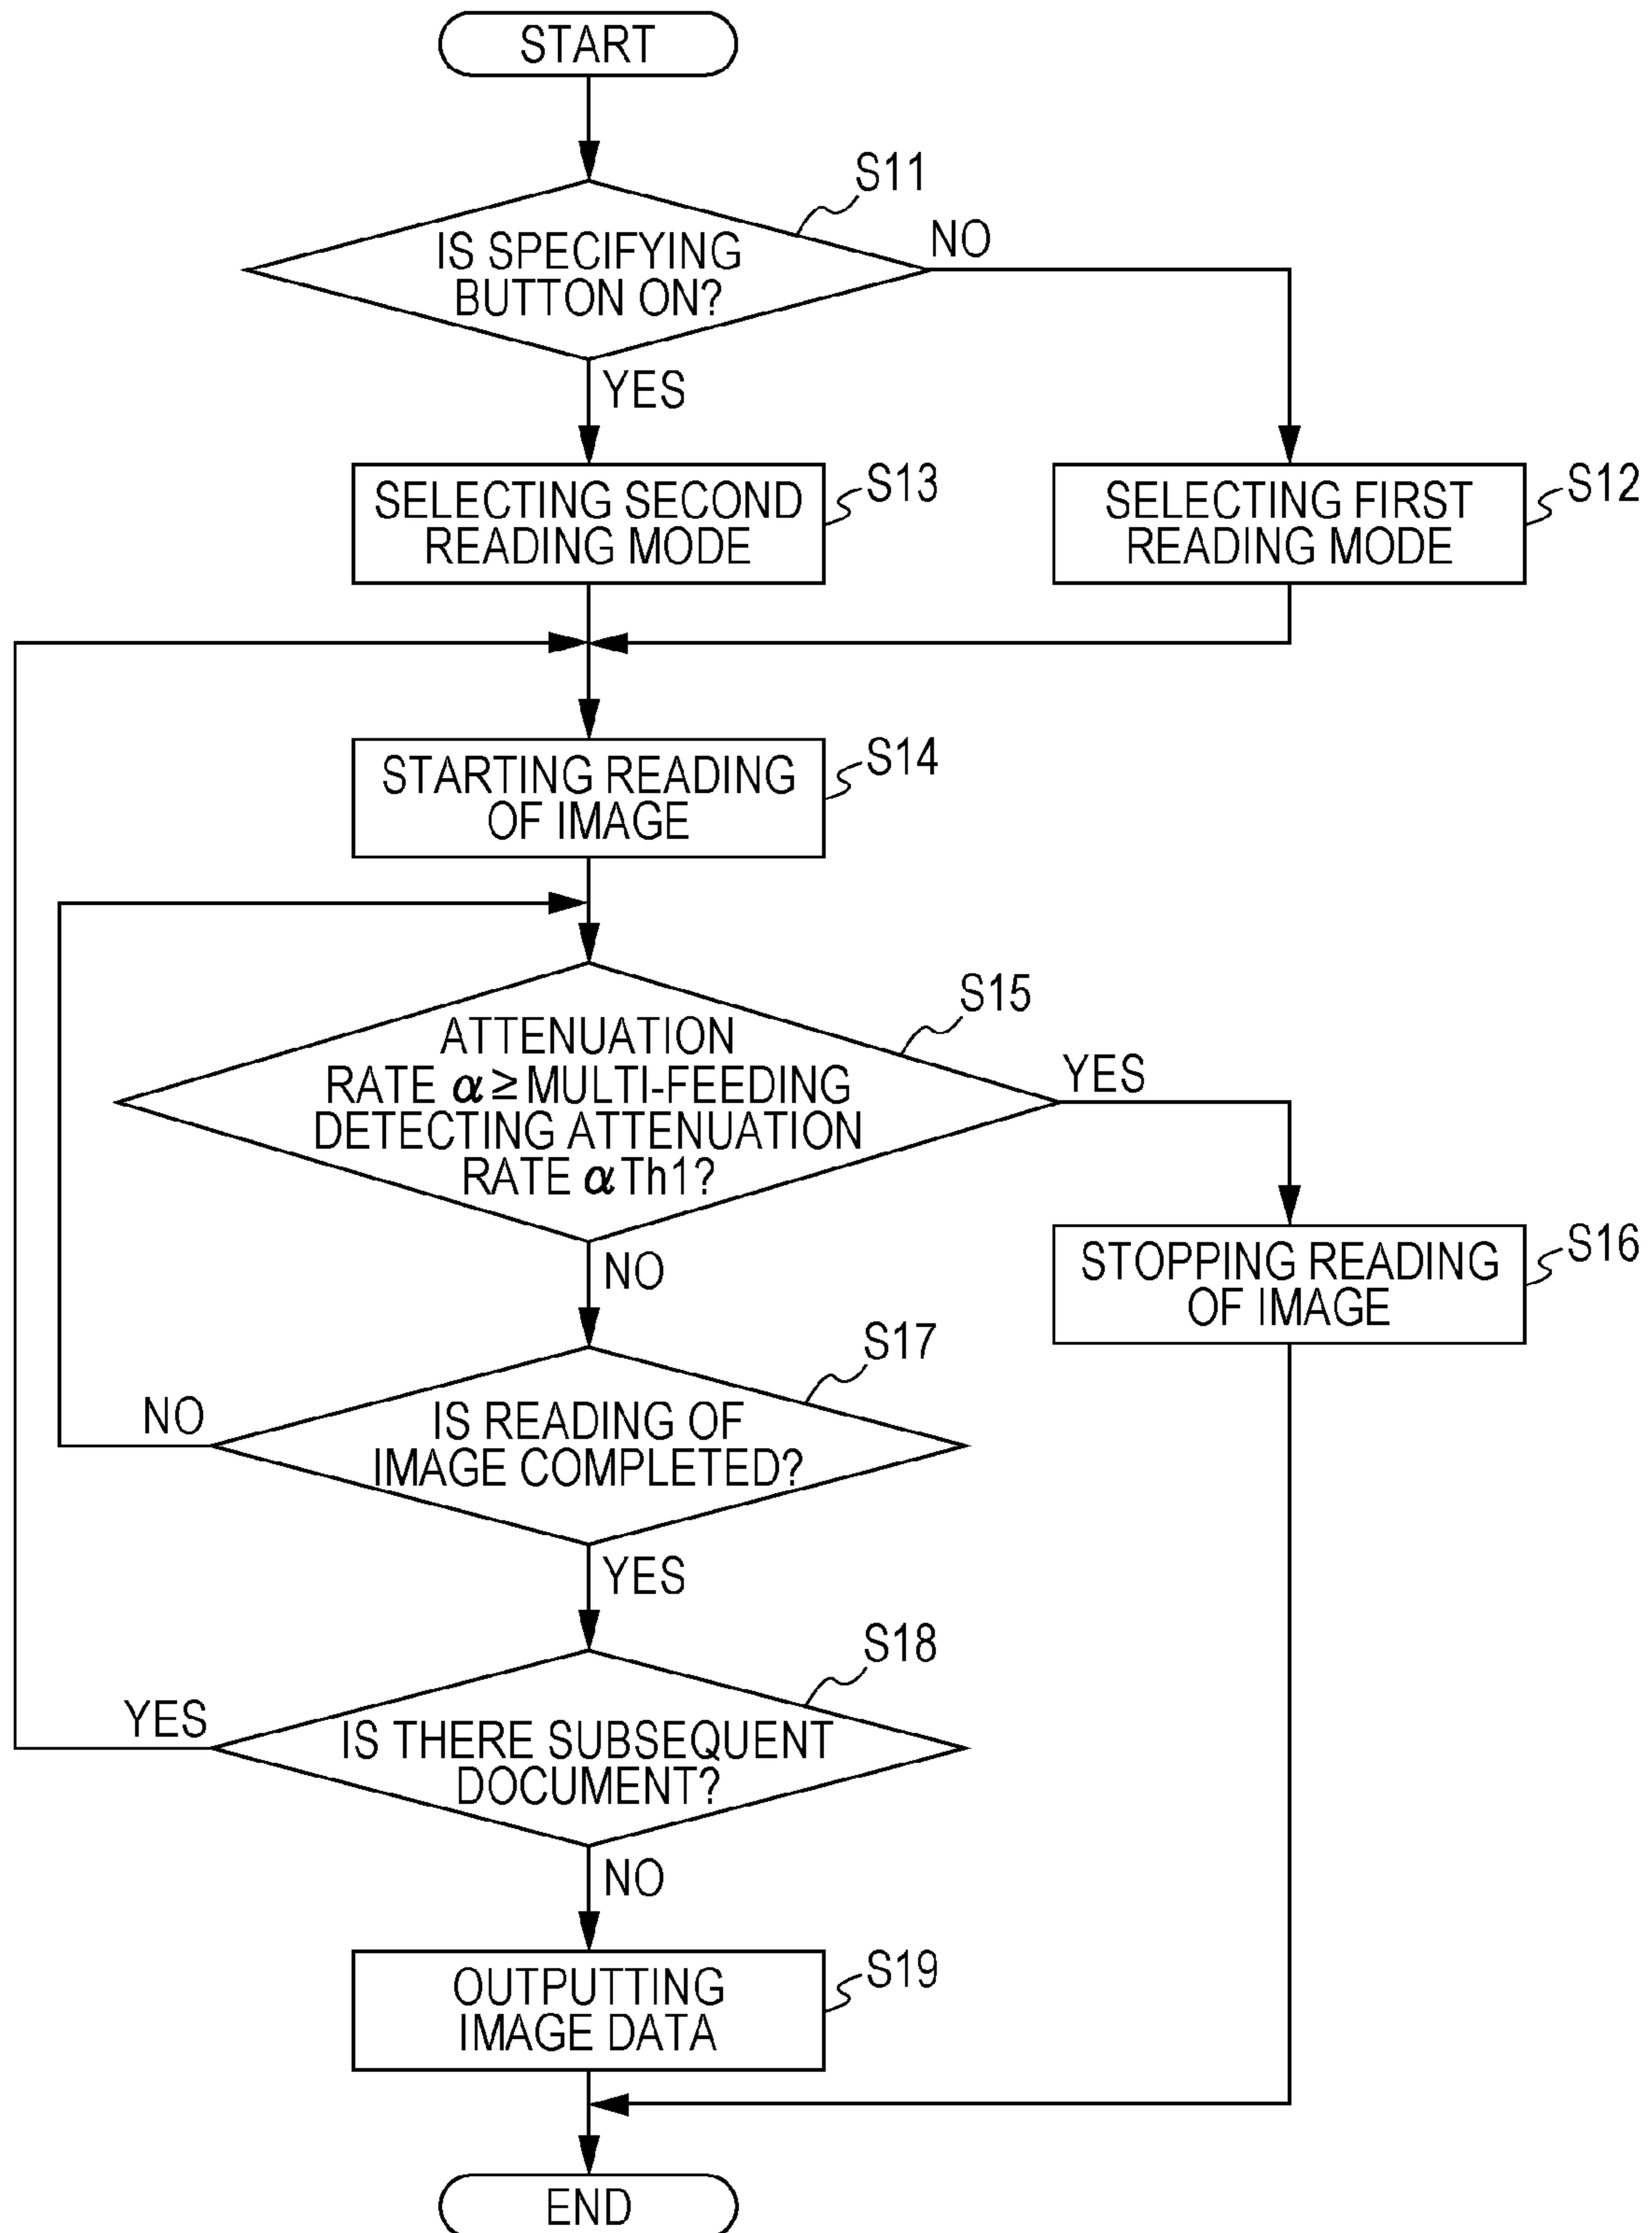 START
S11
IS SPECIFYING
BUTTON ON?
NO
YES
S13
SELECTING SECOND
READING MODE
S12
SELECTING FIRST
READING MODE
S14
STARTING READING
OF IMAGE
S15
ATTENUATION
RATE α ≥ MULTI-FEEDING
DETECTING ATTENUATION
RATE α Th1?
YES
NO
S16
STOPPING READING
OF IMAGE
S17
IS READING OF
IMAGE COMPLETED?
NO
YES
S18
IS THERE SUBSEQUENT
DOCUMENT?
YES
NO
S19
OUTPUTTING
IMAGE DATA
END